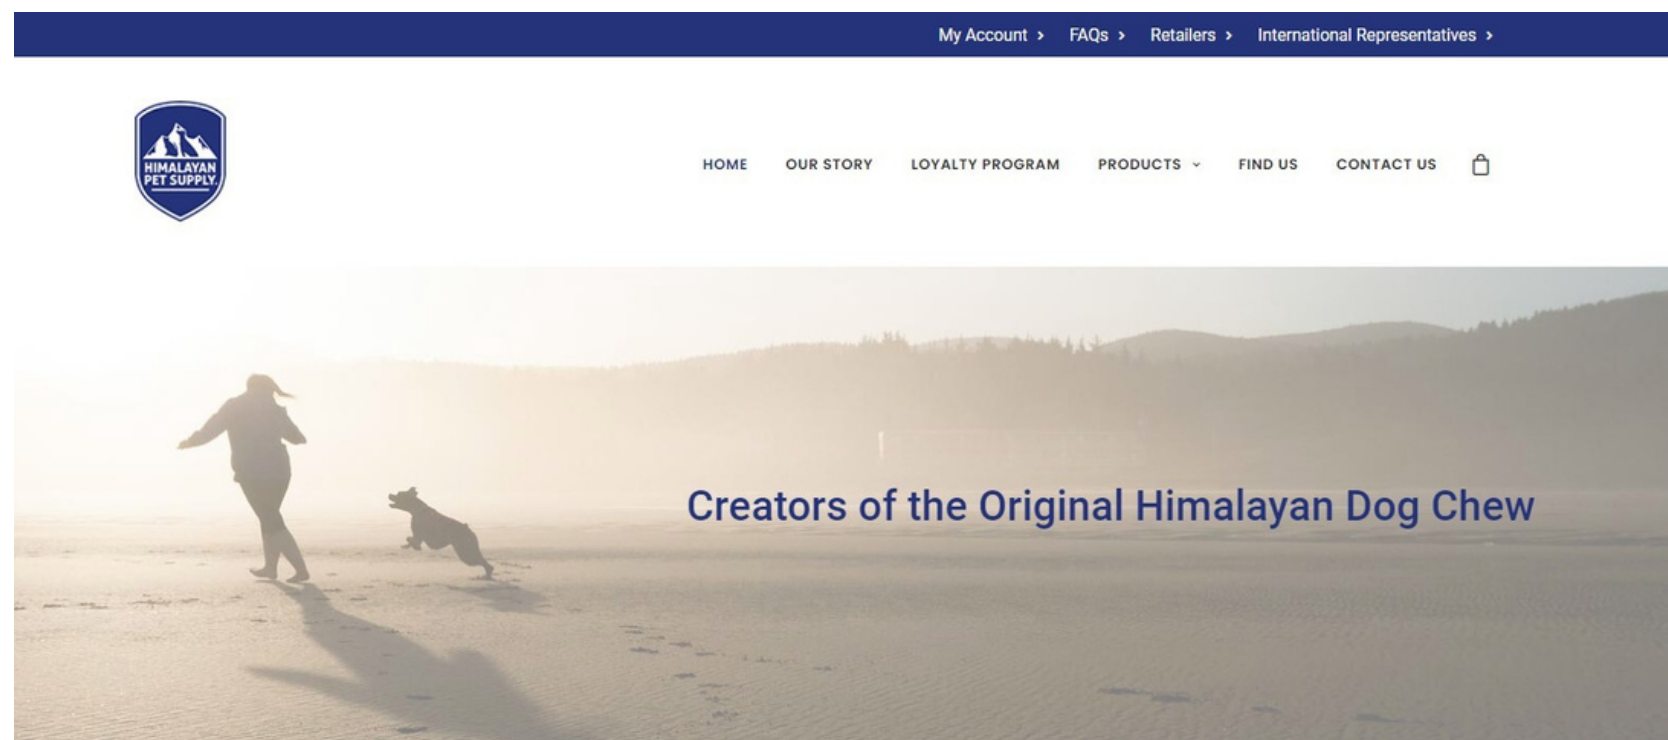 My Account FAQs Retailers International Representatives
HIMALAYAN
PET SUPPLY.
HOME OUR STORY LOYALTY PROGRAM PRODUCTS FIND US CONTACT US
Creators of the Original Himalayan Dog Chew